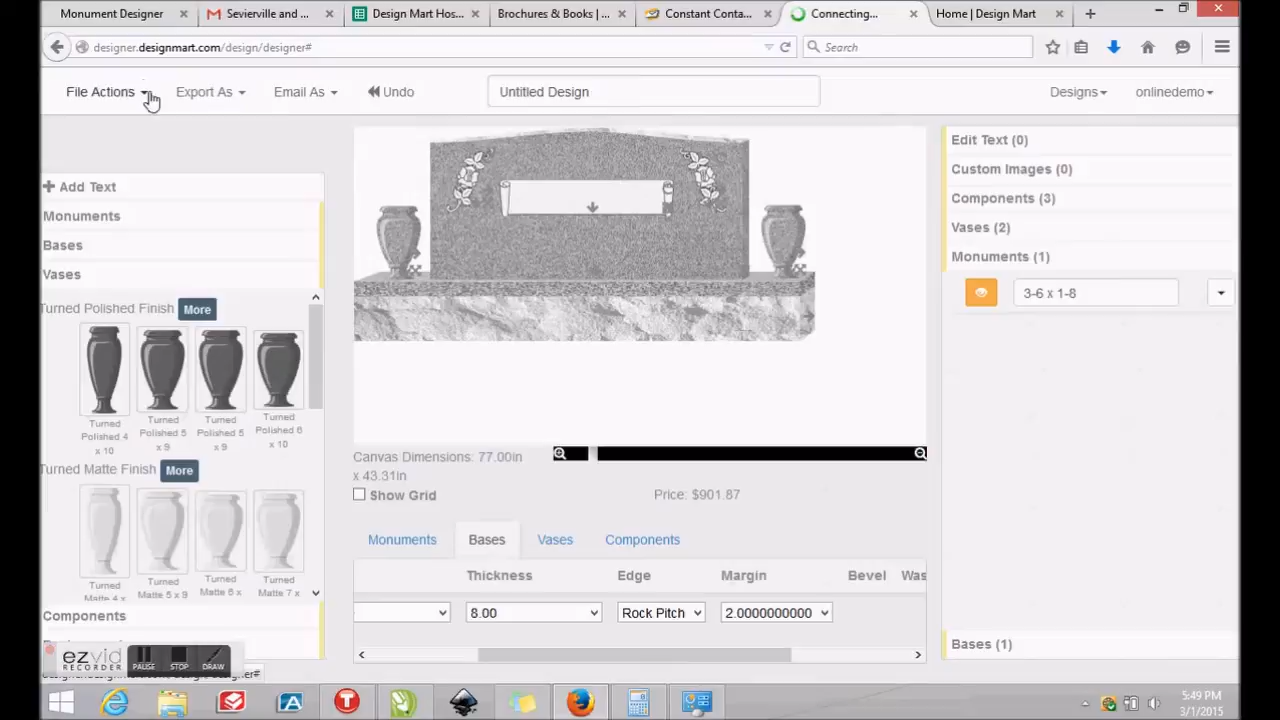 Monument Designer
Sevierville and ...
Design Mart Hos...
Brochures & Books | ...
Constant Conta...
Connecting...
Home | Design Mart
designer.designmart.com/design/designer#
Search
File Actions
Export As
Email As
Undo
Untitled Design
Designs
onlinedemo
Add Text
Monuments
Bases
Vases
Turned Polished Finish More
Turned Polished 4 x 10
Turned Polished 5 x 9
Turned Polished 5 x 9
Turned Polished 6 x 10
Turned Matte Finish More
Turned Matte 4 x
Turned Matte 5 x 9
Turned Matte 6 x
Turned Matte 7 x
Components
Canvas Dimensions: 77.00in
x 43.31in
Show Grid
Price: $901.87
Monuments Bases Vases Components
Thickness Edge Margin Bevel Was
8.00 Rock Pitch 2.0000000000
Edit Text (0)
Custom Images (0)
Components (3)
Vases (2)
Monuments (1)
3-6 x 1-8
Bases (1)
ezvid
RECORDER
PAUSE STOP DRAW
5:49 PM
3/1/2015